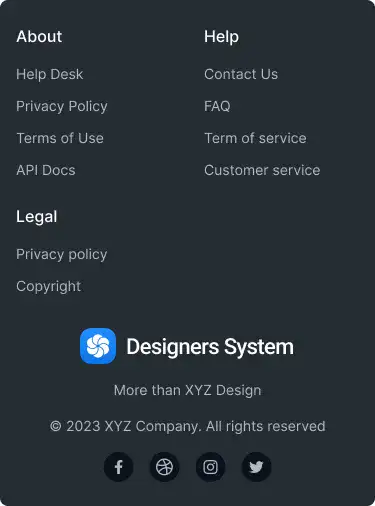 About
Help Desk
Privacy Policy
Terms of Use
API Docs
Help
Contact Us
FAQ
Term of service
Customer service
Legal
Privacy policy
Copyright
Designers System
More than XYZ Design
© 2023 XYZ Company. All rights reserved